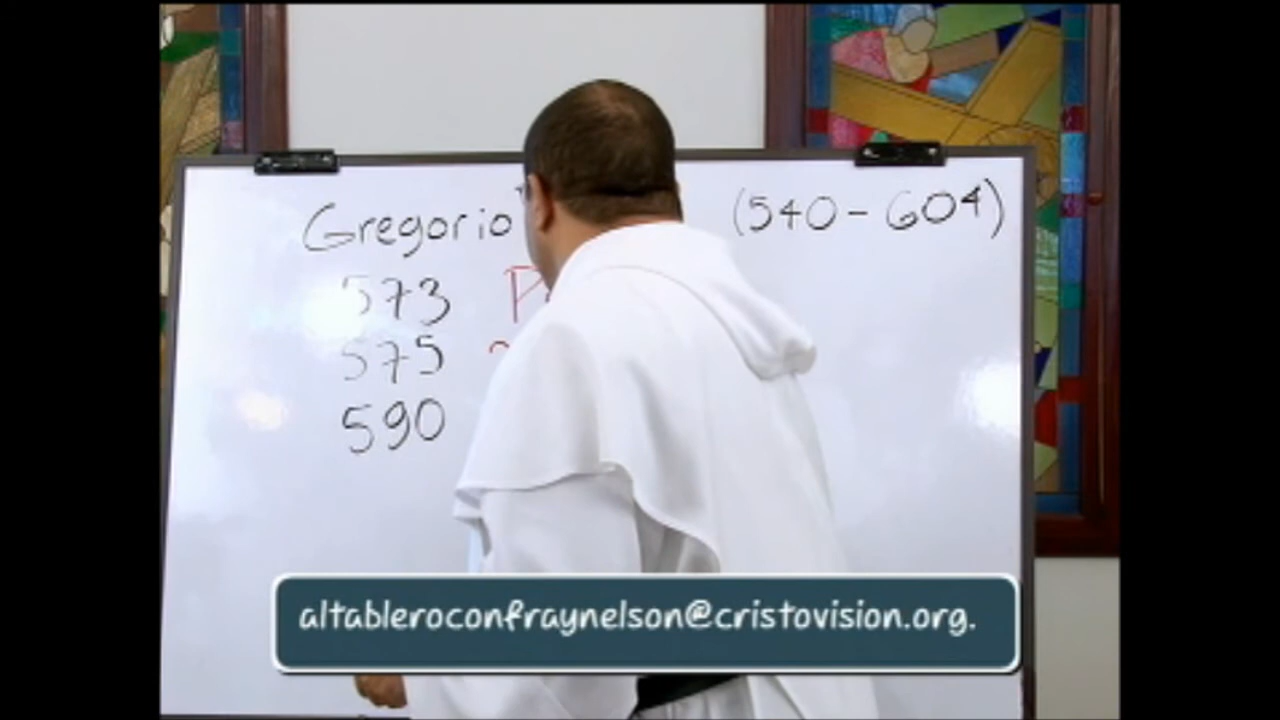 Gregorio (540 - 604)
573 P
575
590
altableroconfraynelson@cristovision.org.